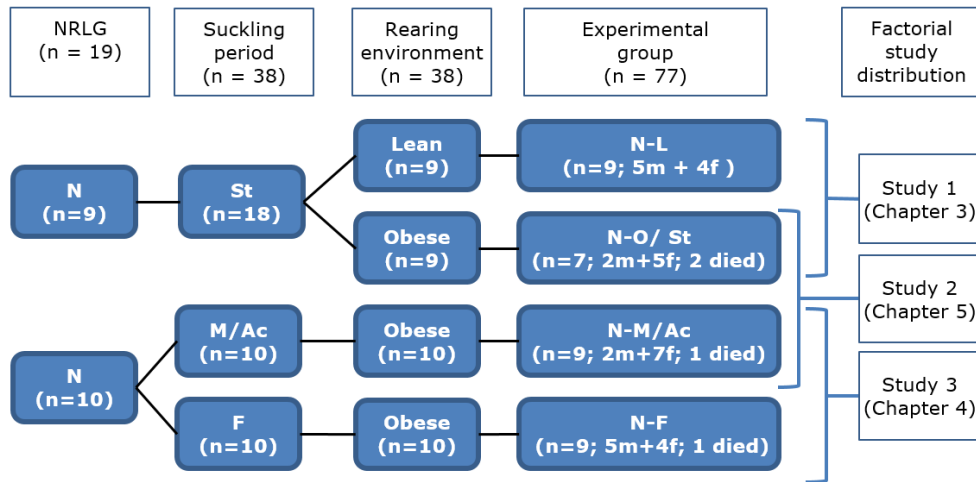 NRLG
(n = 19)
Suckling
period
(n = 38)
Rearing
environment
(n = 38)
Experimental
group
(n = 77)
Factorial
study
distribution
N
(n=9)
St
(n=18)
Lean
(n=9)
N-L
(n=9; 5m + 4f )
Obese
(n=9)
N-O/ St
(n=7; 2m+5f; 2 died)
N
(n=10)
M/Ac
(n=10)
Obese
(n=10)
N-M/Ac
(n=9; 2m+7f; 1 died)
F
(n=10)
Obese
(n=10)
N-F
(n=9; 5m+4f; 1 died)
Study 1
(Chapter 3)
Study 2
(Chapter 5)
Study 3
(Chapter 4)